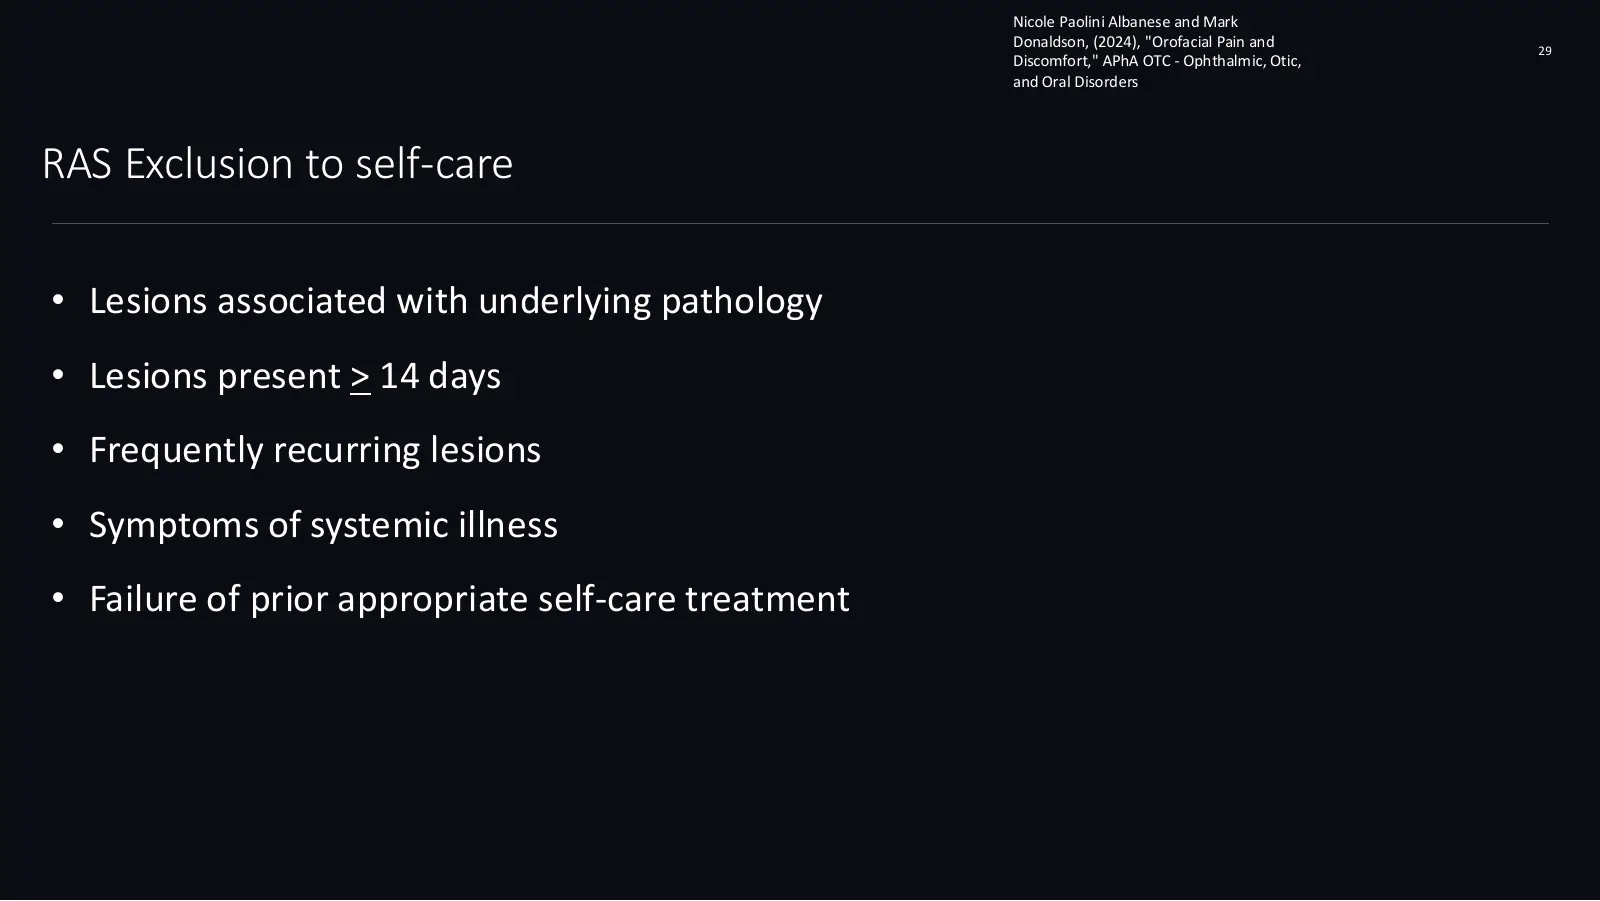 Nicole Paolini Albanese and Mark
Donaldson, (2024), "Orofacial Pain and
Discomfort," APhA OTC - Ophthalmic, Otic,
and Oral Disorders
29
RAS Exclusion to self-care
• Lesions associated with underlying pathology
• Lesions present ≥ 14 days
• Frequently recurring lesions
• Symptoms of systemic illness
• Failure of prior appropriate self-care treatment